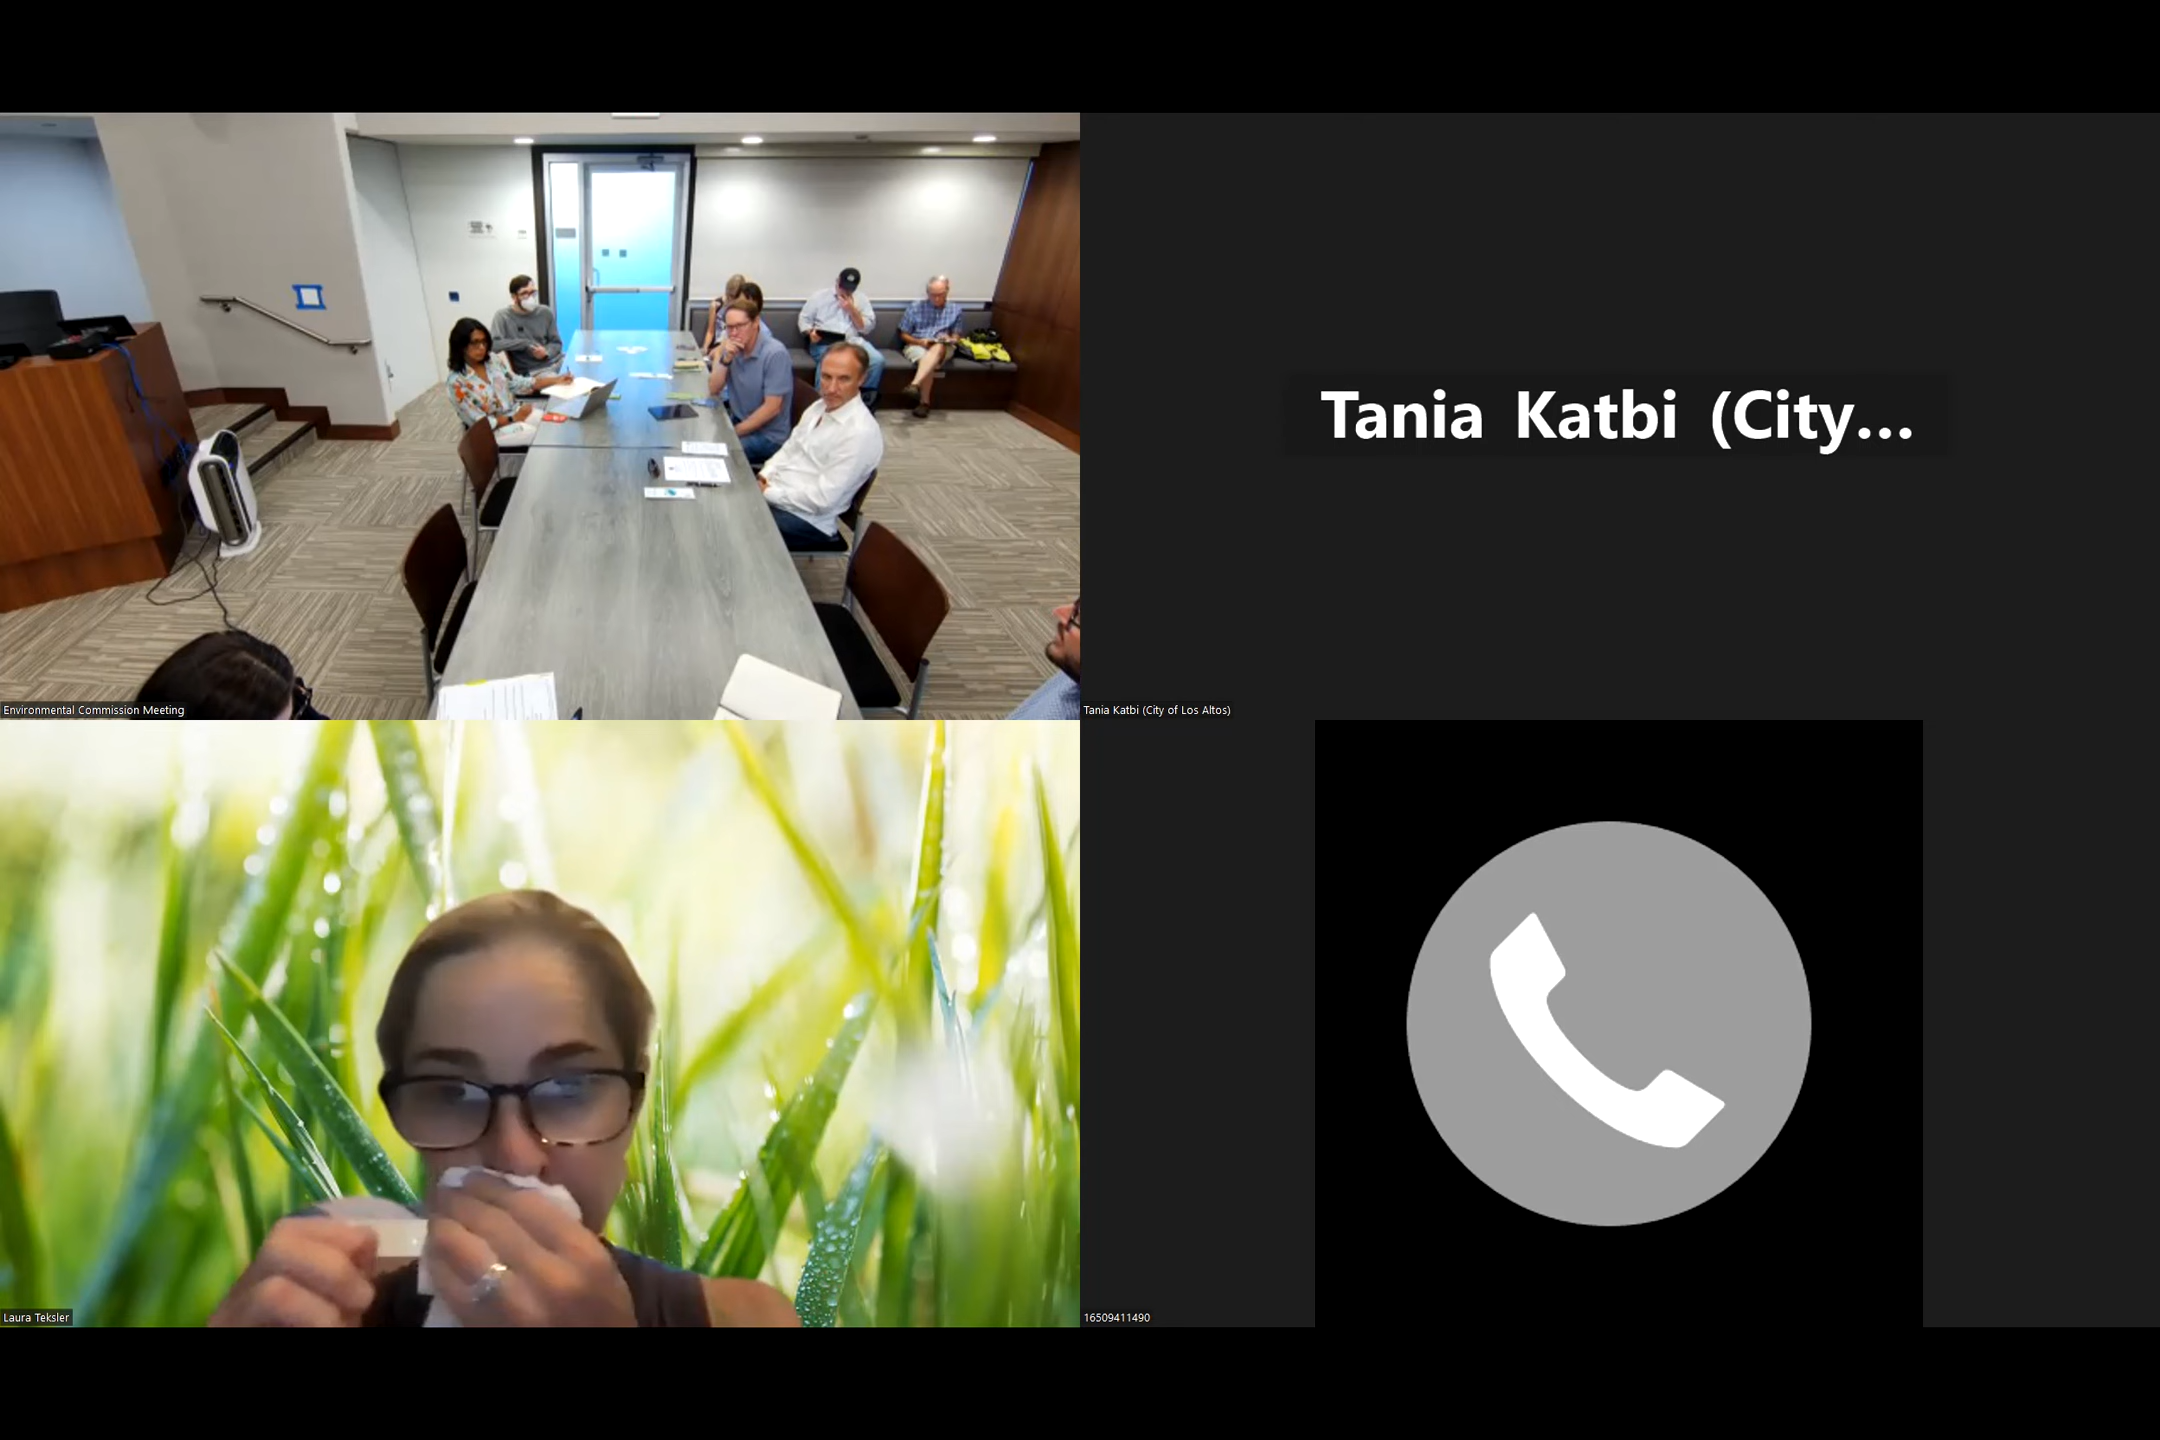 Environmental Commission Meeting
Tania Katbi (City...
Tania Katbi (City of Los Altos)
Laura Teksler
16509411490